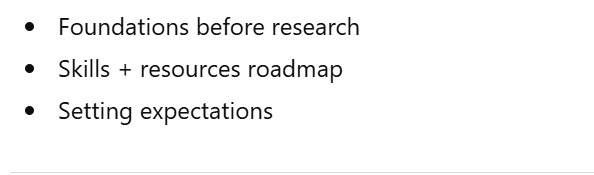 • Foundations before research
• Skills + resources roadmap
• Setting expectations